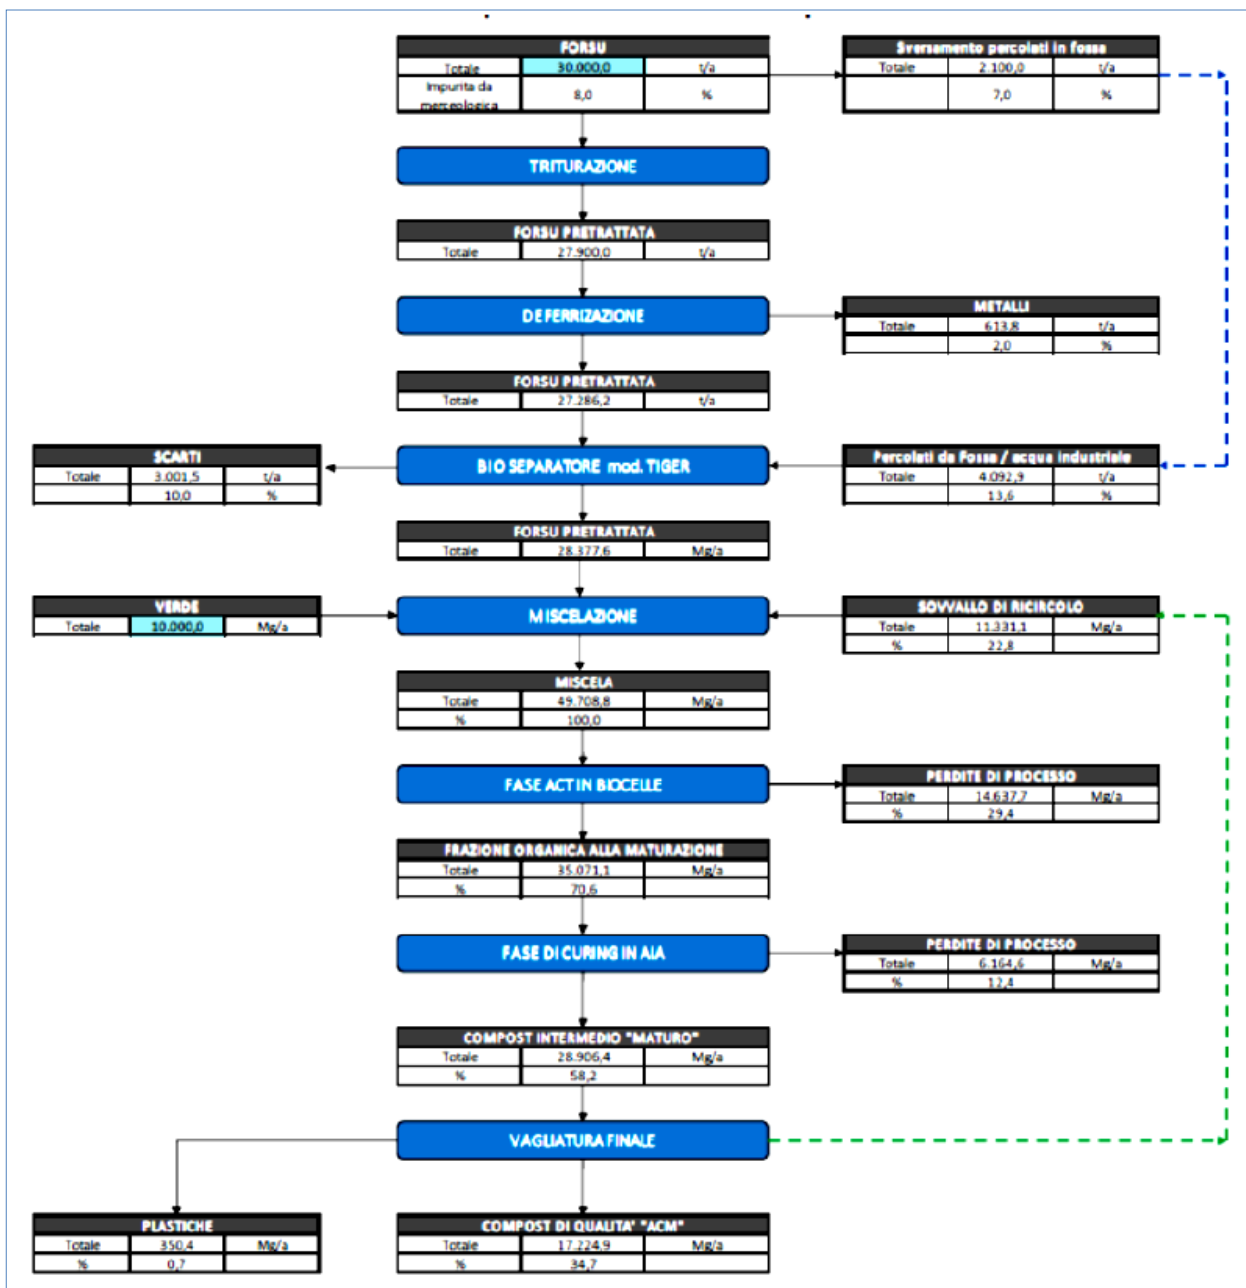 FORSU
Totale 30.000,0 t/a
Impurita da merceologica 8,0 %
Sversamento percolati in fossa
Totale 2.100,0 t/a
7,0 %
TRITURAZIONE
FORSU PRETRATTATA
Totale 27.900,0 t/a
DEFERRIZAZIONE
METALLI
Totale 613,8 t/a
2,0 %
FORSU PRETRATTATA
Totale 27.286,2 t/a
SCARTI
Totale 3.001,5 t/a
10,0 %
BIO SEPARATORE mod. TIGER
Percolati da Fossa / acqua industriale
Totale 4.092,9 t/a
13,6 %
FORSU PRETRATTATA
Totale 28.377,6 Mg/a
VERDE
Totale 10.000,0 Mg/a
MISCELAZIONE
SOVVALLO DI RICIRCOLO
Totale 11.331,1 Mg/a
% 22,8
MISCELA
Totale 49.708,8 Mg/a
% 100,0
FASE ACT IN BIOCELLE
PERDITE DI PROCESSO
Totale 14.637,7 Mg/a
% 29,4
FRAZIONE ORGANICA ALLA MATURAZIONE
Totale 35.071,1 Mg/a
% 70,6
FASE DI CURING IN AIA
PERDITE DI PROCESSO
Totale 6.164,6 Mg/a
% 12,4
COMPOST INTERMEDIO "MATURO"
Totale 28.906,4 Mg/a
% 58,2
VAGLIATURA FINALE
PLASTICHE
Totale 350,4 Mg/a
% 0,7
COMPOST DI QUALITA' "ACM"
Totale 17.224,9 Mg/a
% 34,7